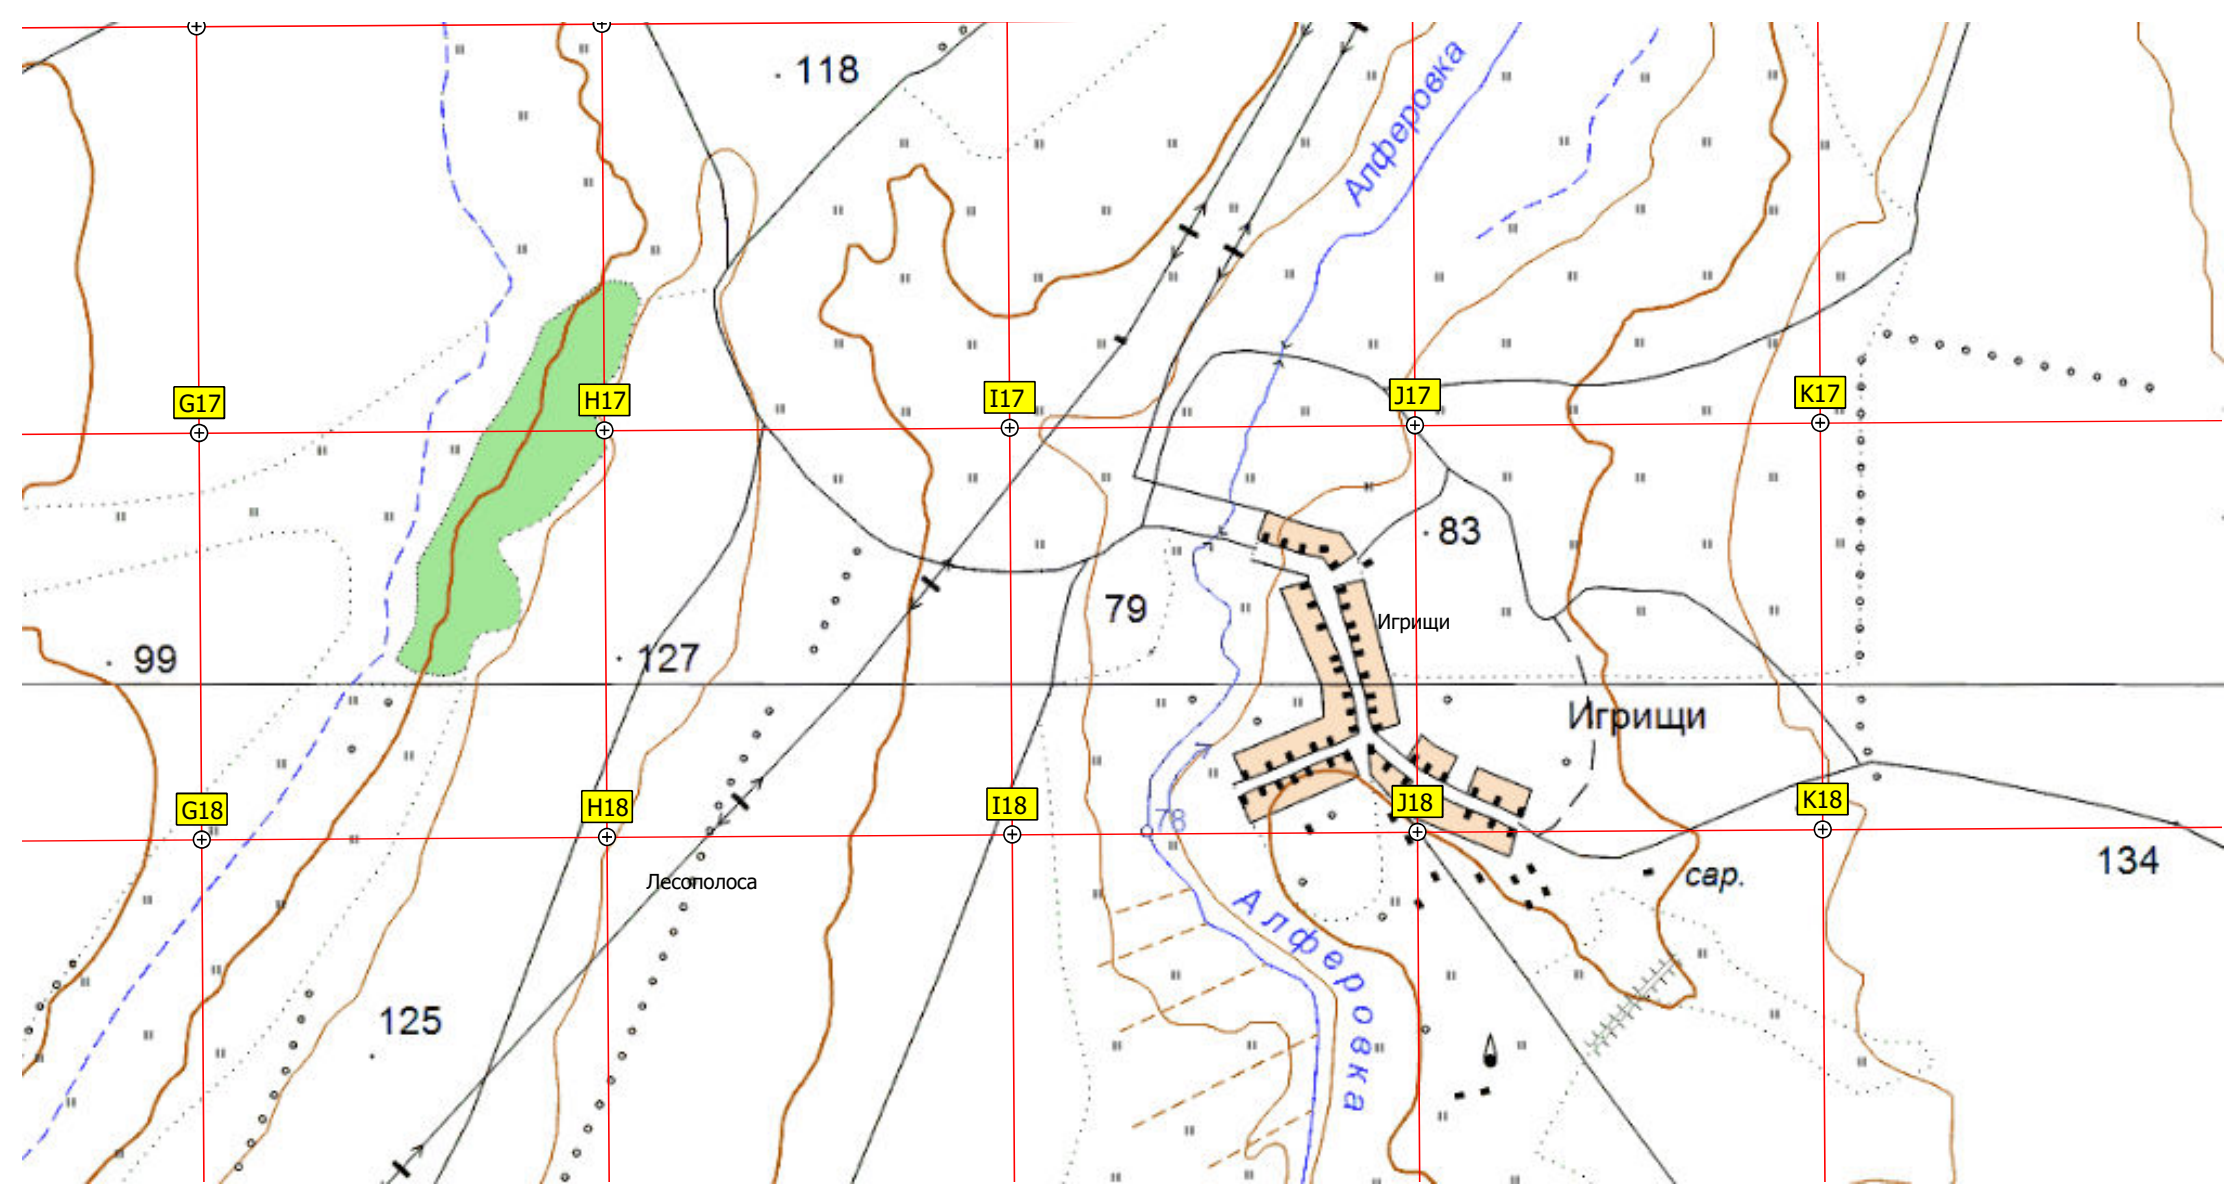 118
Алферовка
G17
H17
I17
J17
K17
83
79
Игрищи
99
127
Игрищи
G18
H18
I18
J18
K18
78
134
сар.
Лесополоса
Алферовка
125